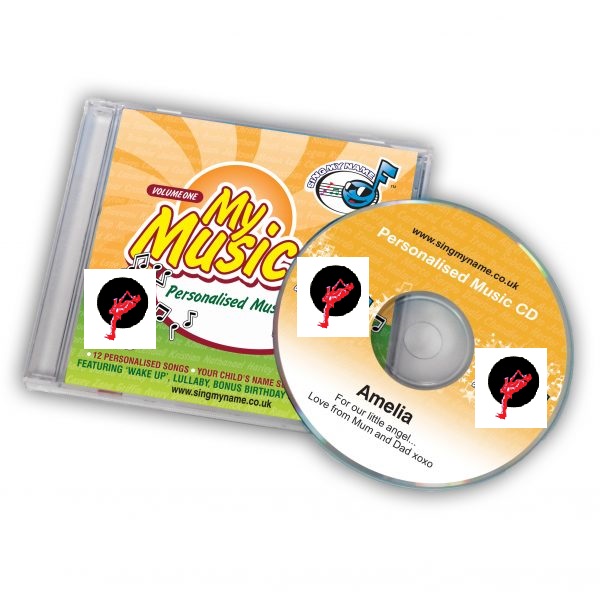 SING MY NAME
TM
VOLUME ONE
My
Music
Personalised Mus
• 12 PERSONALISED SONGS • YOUR CHILD'S NAME S
FEATURING 'WAKE UP', LULLABY, BONUS BIRTHDAY
www.singmyname.co.uk
www.singmyname.co.uk
Personalised Music CD
Amelia
For our little angel...
Love from Mum and Dad xoxo